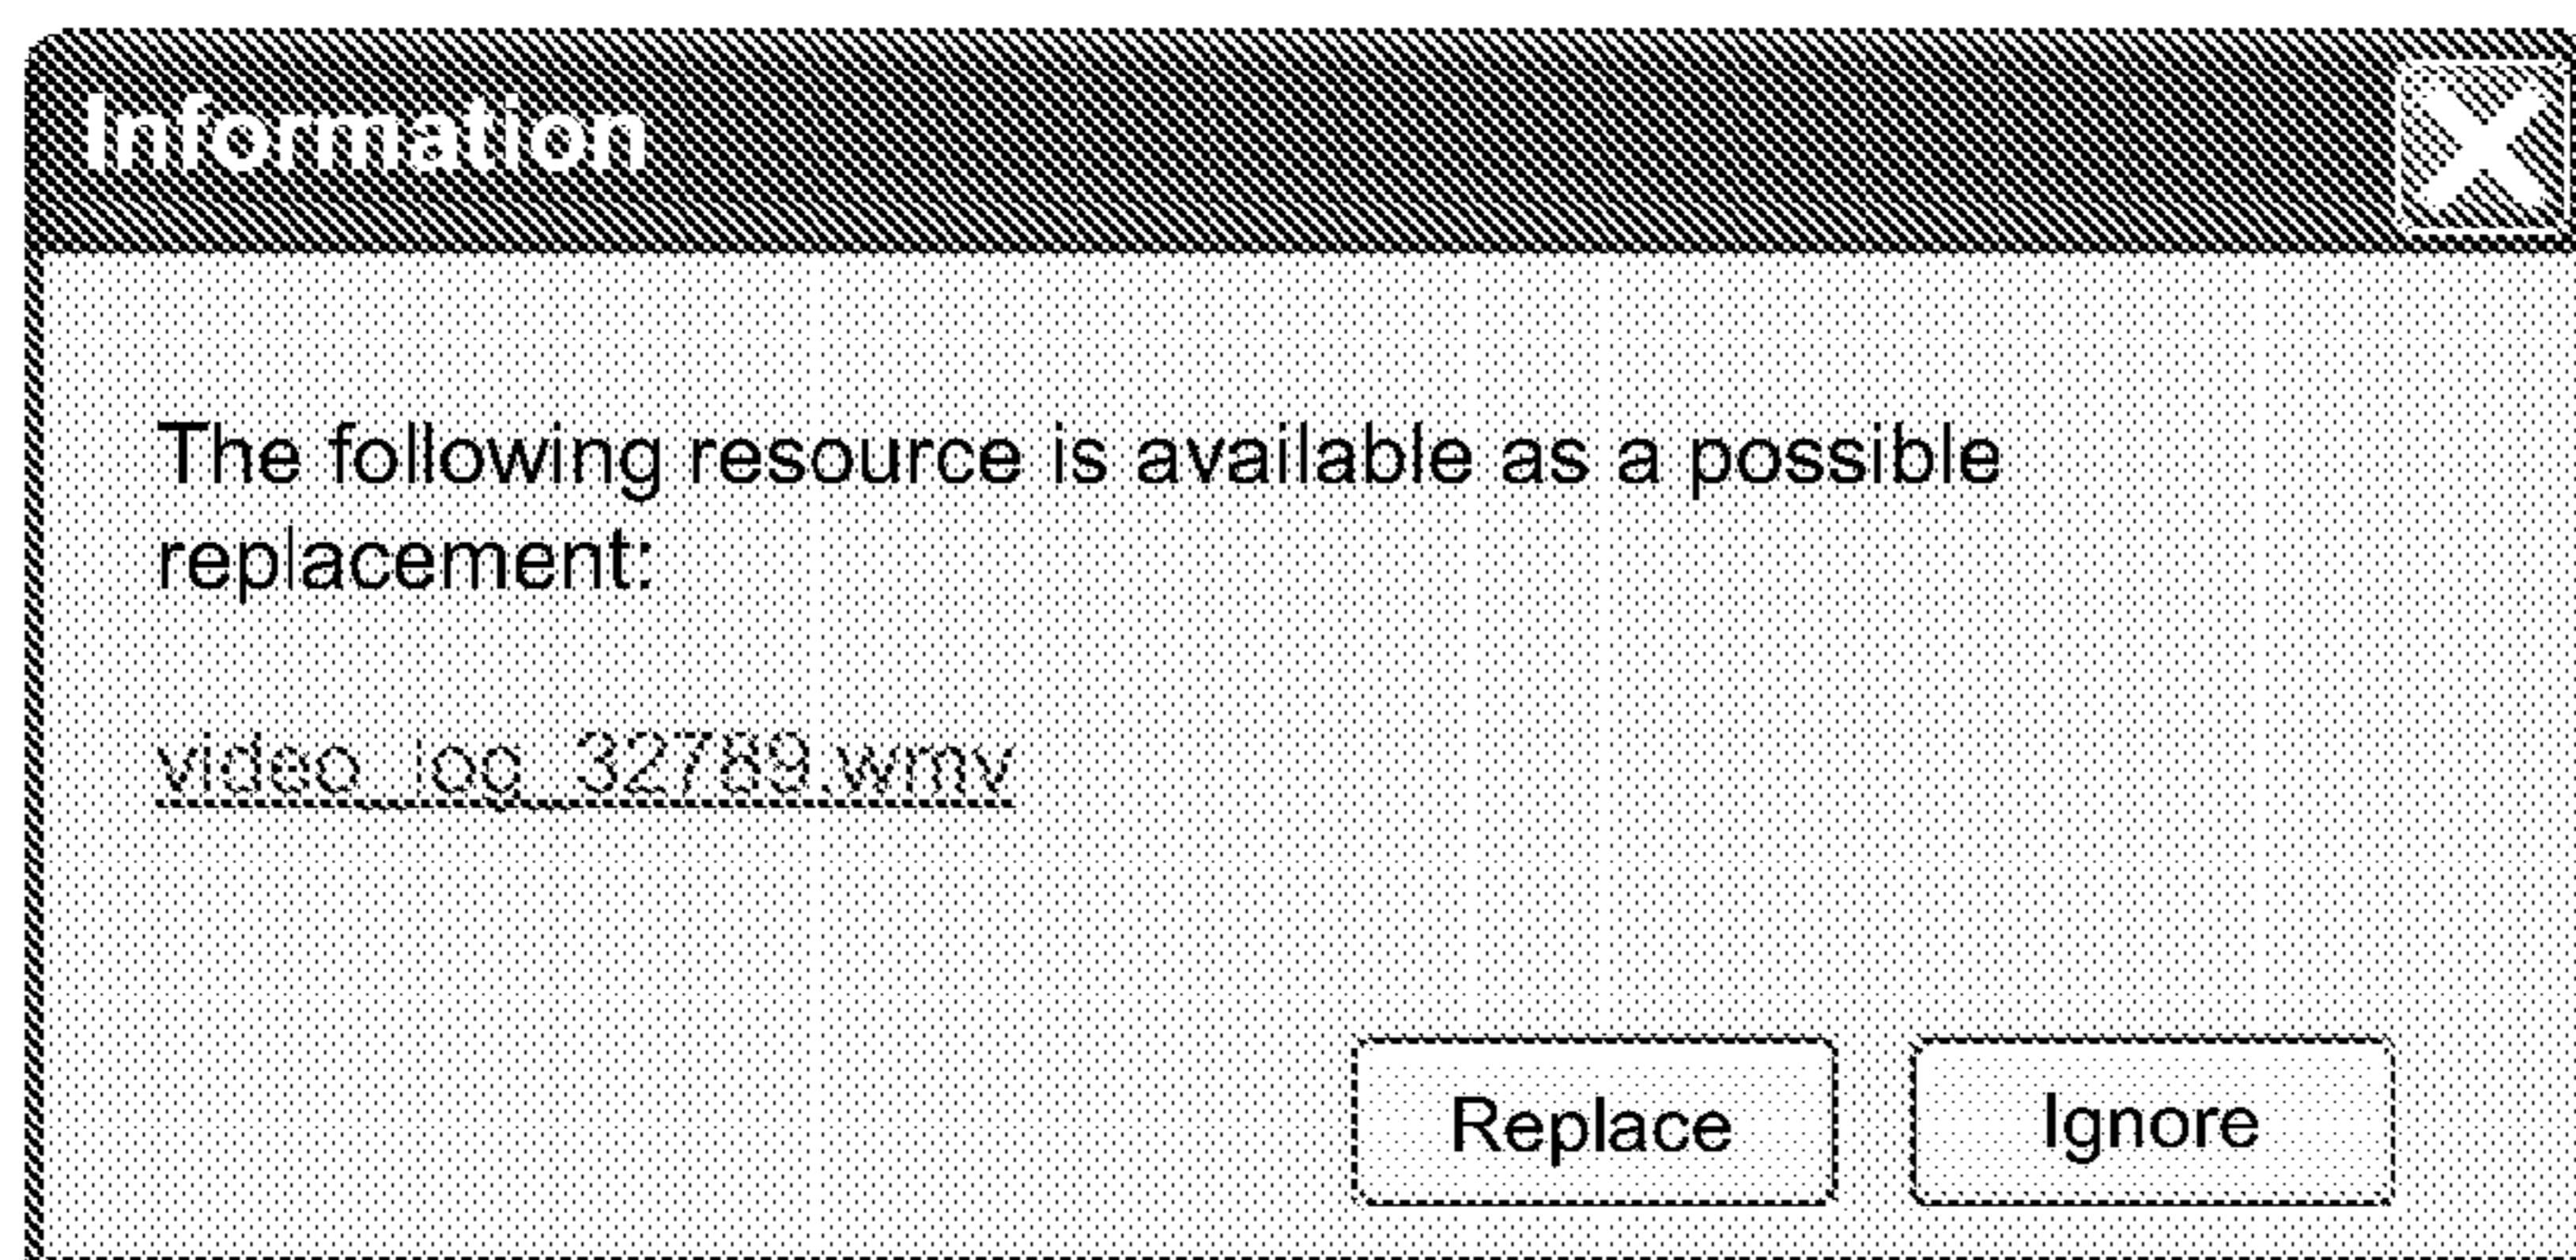 Information
The following resource is available as a possible
replacement:
video_log_32789.wmv
Replace
Ignore